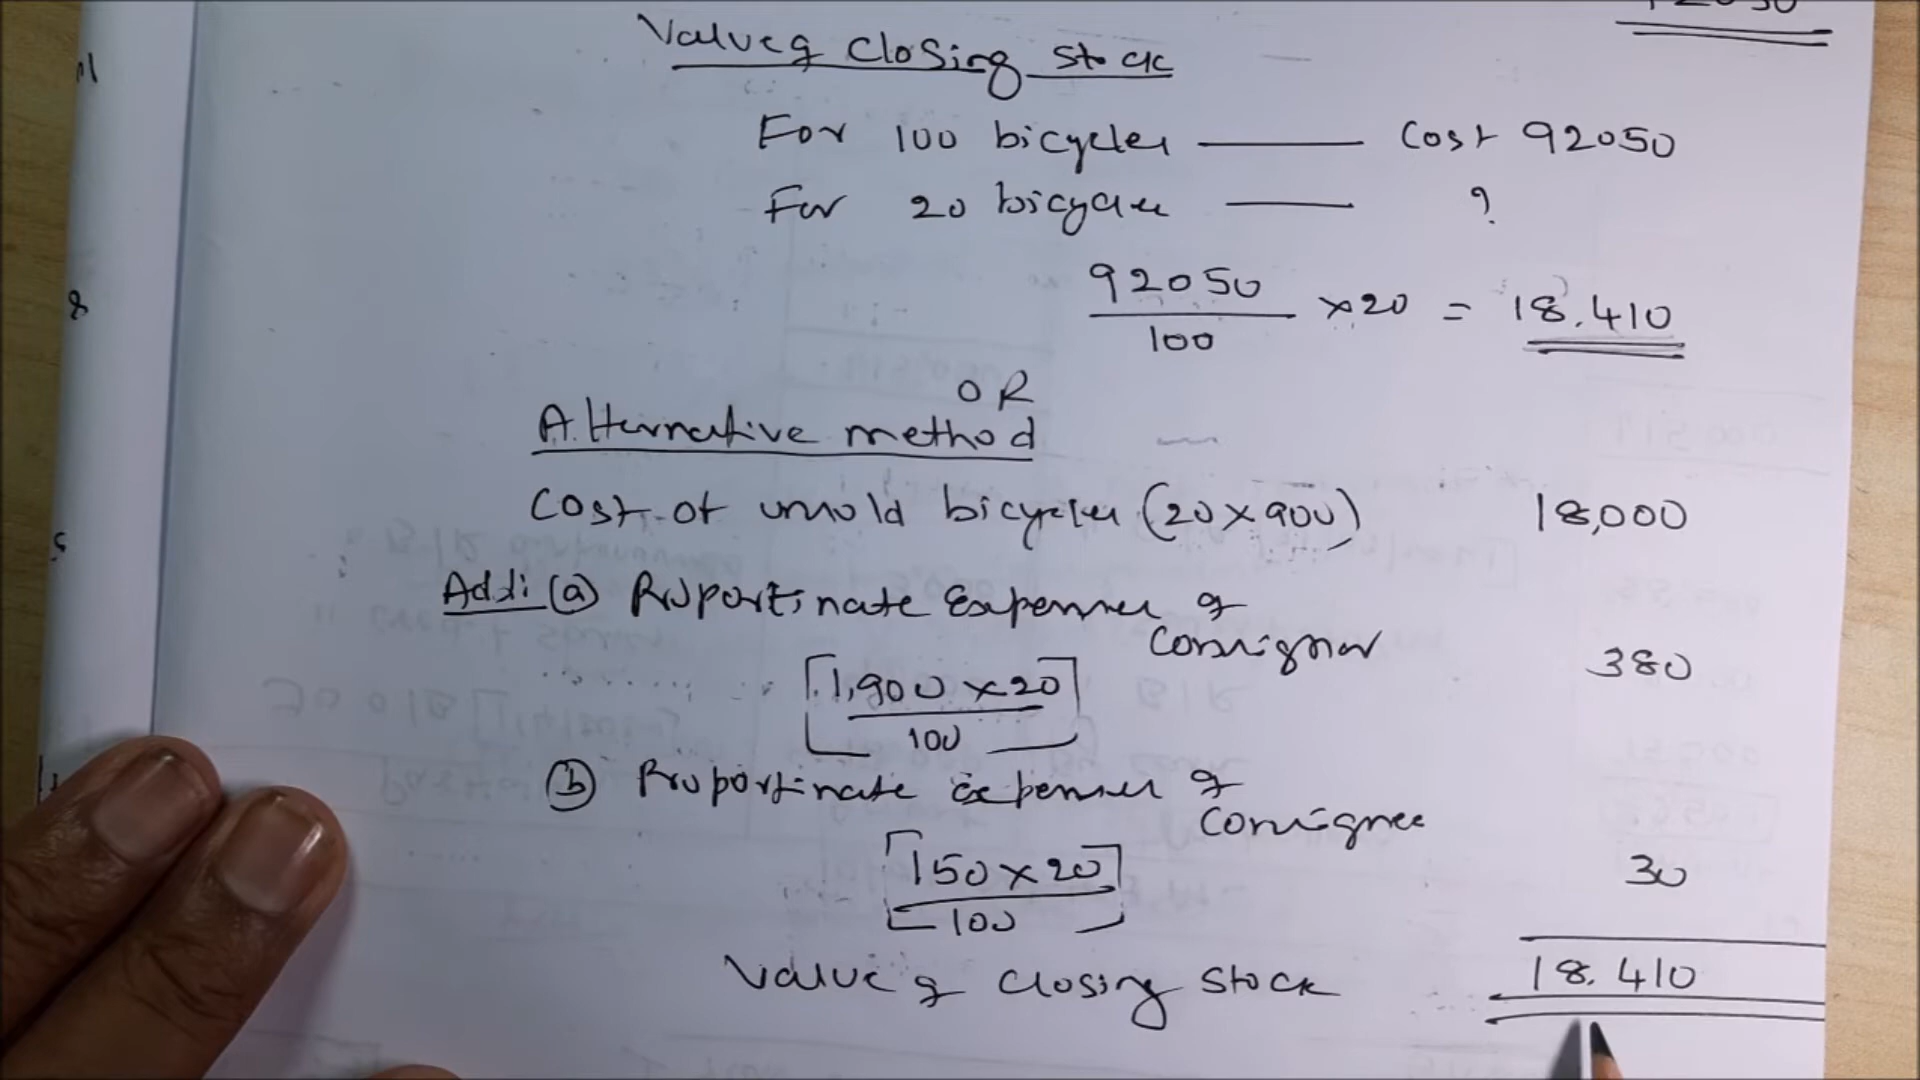 Value of Closing Stock
For 100 bicycles —— Cost 92050
For 20 bicycles —— ?
92050
100
×20 = 18,410
OR
Alternative method
Cost of unsold bicycles (20×900) 18,000
Add: (a) Proportinate Expenses of
Consignor 380
[1,900 × 20
100]
(b) Proportinate expenses of
Consignee
[150 × 20
100] 30
Value of closing stock 18,410